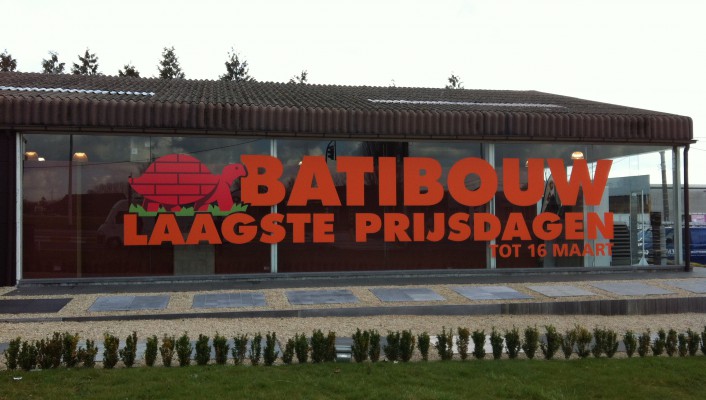 BATIBOUW
LAAGSTE PRIJSDAGEN
TOT 16 MAART